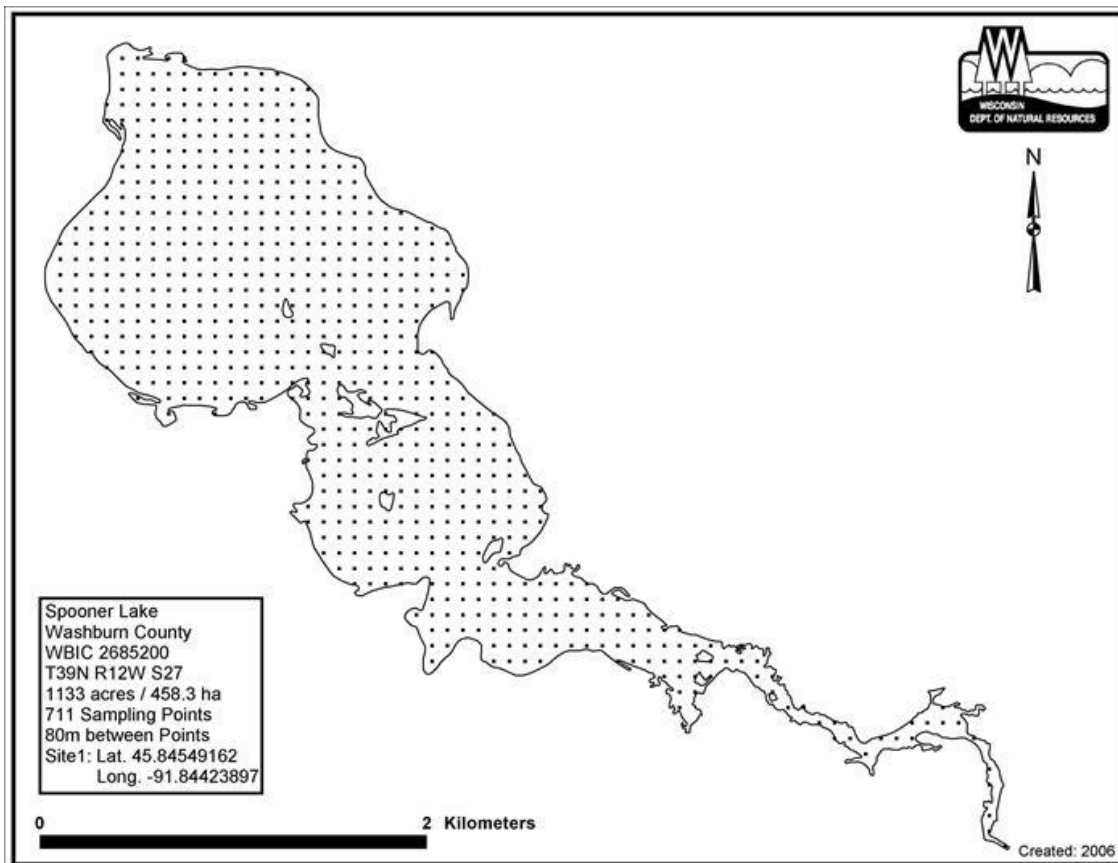 W
WISCONSIN
DEPT. OF NATURAL RESOURCES
N
Spooner Lake
Washburn County
WBIC 2685200
T39N R12W S27
1133 acres / 458.3 ha
711 Sampling Points
80m between Points
Site1: Lat. 45.84549162
Long. -91.84423897
0 2 Kilometers
Created: 2006